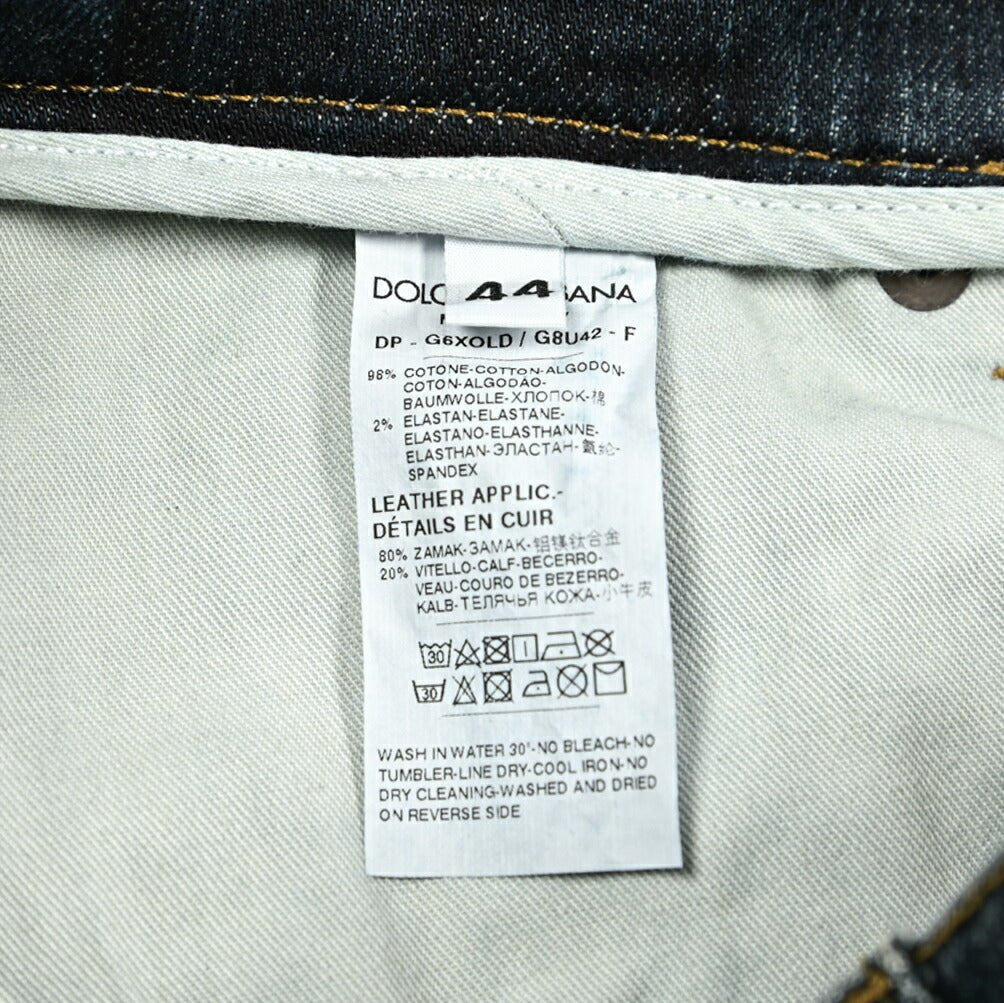 DOLC 44 BANA
DP - G6XOLD / G8U42 - F
98% COTONE-COTTON-ALGODON-
COTON-ALGODÃO-
BAUMWOLLE-ХЛОПОК-棉
2% ELASTAN-ELASTANE-
ELASTANO-ELASTHANNE-
ELASTHAN-ЭЛАСТАН-氨纶-
SPANDEX
LEATHER APPLIC.-
DÉTAILS EN CUIR
80% ZAMAK-ЗАМАК-铝镁钛合金
20% VITELLO-CALF-BECERRO-
VEAU-COURO DE BEZERRO-
KALB-ТЕЛЯЧЬЯ КОЖА-小牛皮
30
30
WASH IN WATER 30°-NO BLEACH-NO
TUMBLER-LINE DRY-COOL IRON-NO
DRY CLEANING-WASHED AND DRIED
ON REVERSE SIDE